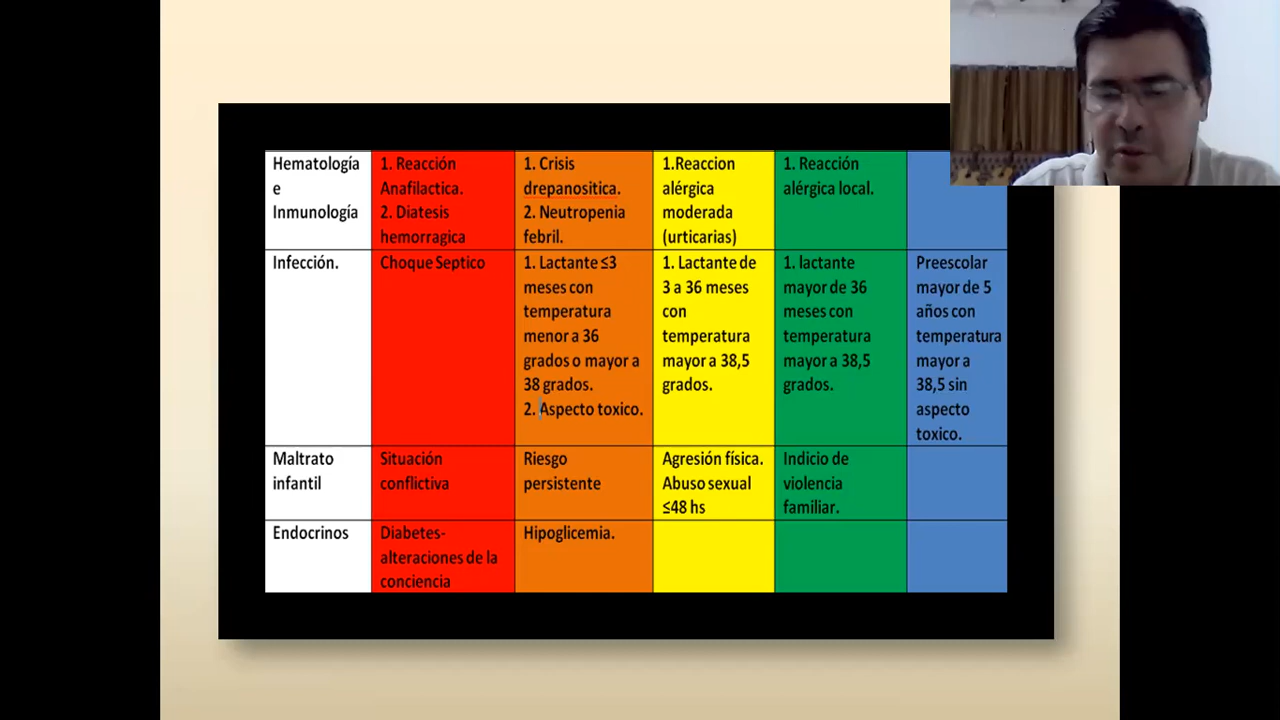 Hematología
e
Inmunología
1. Reacción
Anafilactica.
2. Diatesis
hemorragica
1. Crisis
drepanositica.
2. Neutropenia
febril.
1.Reaccion
alérgica
moderada
(urticarias)
1. Reacción
alérgica local.
Infección.
Choque Septico
1. Lactante ≤3
meses con
temperatura
menor a 36
grados o mayor a
38 grados.
2. Aspecto toxico.
1. Lactante de
3 a 36 meses
con
temperatura
mayor a 38,5
grados.
1. lactante
mayor de 36
meses con
temperatura
mayor a 38,5
grados.
Preescolar
mayor de 5
años con
temperatura
mayor a
38,5 sin
aspecto
toxico.
Maltrato
infantil
Situación
conflictiva
Riesgo
persistente
Agresión física.
Abuso sexual
≤48 hs
Indicio de
violencia
familiar.
Endocrinos
Diabetes-
alteraciones de la
conciencia
Hipoglicemia.